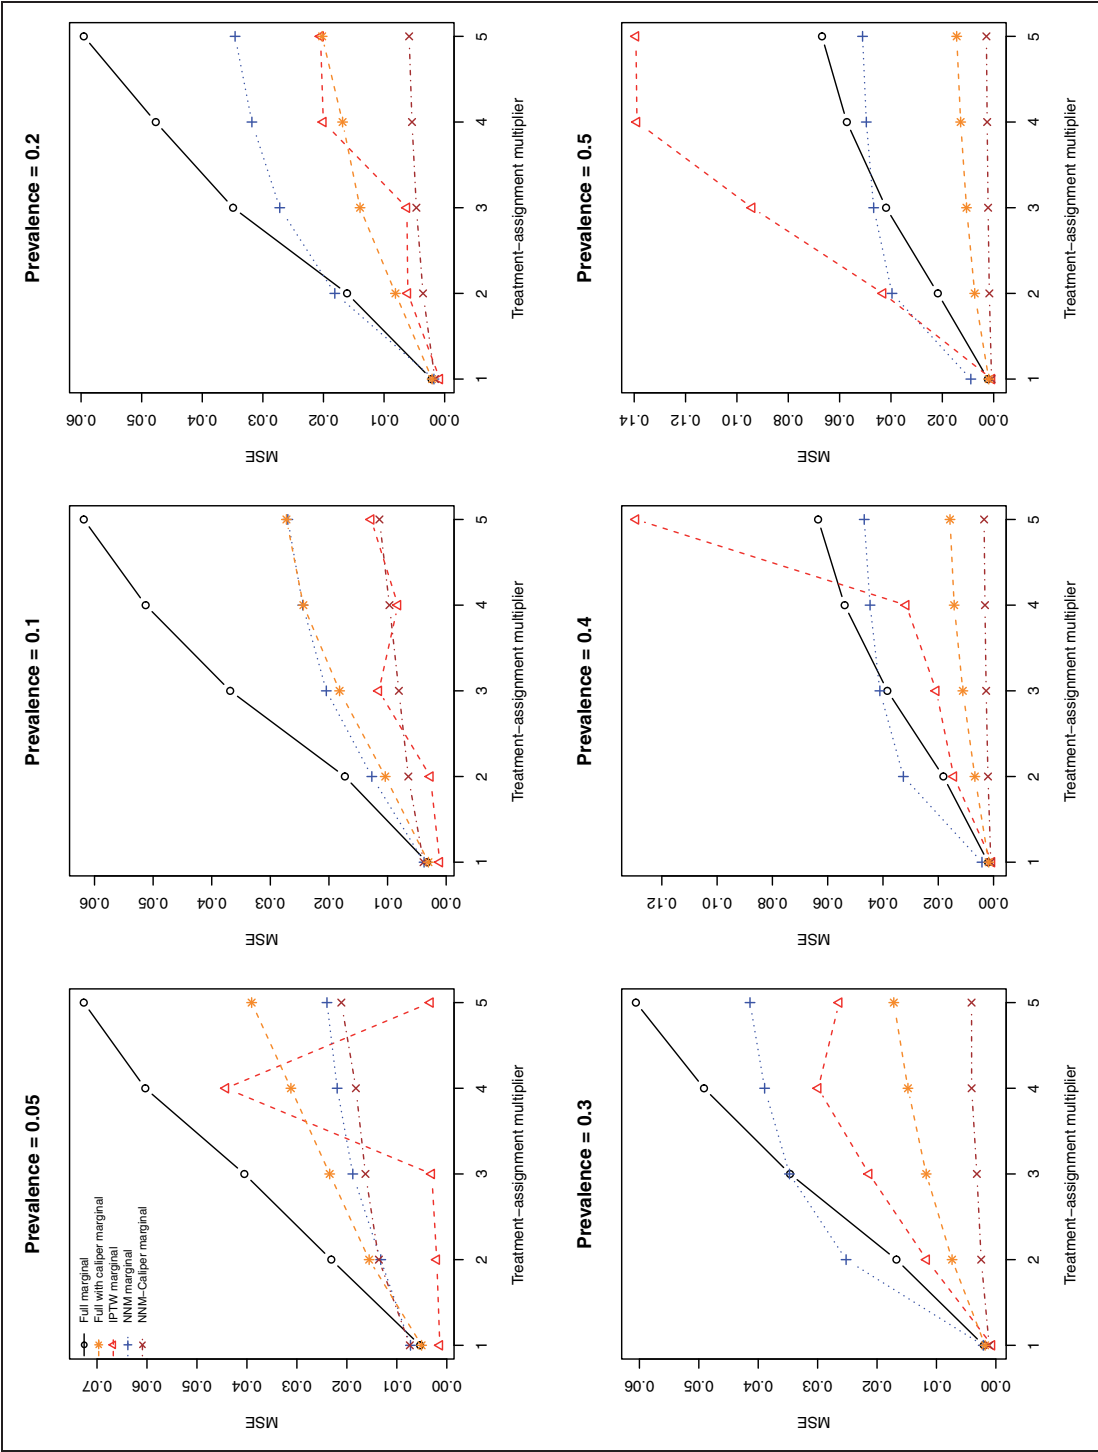 Prevalence = 0.05
Full marginal
Full with caliper marginal
IPTW marginal
NNM marginal
NNM−Caliper marginal
MSE
0.07
0.06
0.05
0.04
0.03
0.02
0.01
0.00
1 2 3 4 5
Treatment−assignment multiplier
Prevalence = 0.1
MSE
0.06
0.05
0.04
0.03
0.02
0.01
0.00
1 2 3 4 5
Treatment−assignment multiplier
Prevalence = 0.2
MSE
0.06
0.05
0.04
0.03
0.02
0.01
0.00
1 2 3 4 5
Treatment−assignment multiplier
Prevalence = 0.3
MSE
0.06
0.05
0.04
0.03
0.02
0.01
0.00
1 2 3 4 5
Treatment−assignment multiplier
Prevalence = 0.4
MSE
0.12
0.10
0.08
0.06
0.04
0.02
0.00
1 2 3 4 5
Treatment−assignment multiplier
Prevalence = 0.5
MSE
0.14
0.12
0.10
0.08
0.06
0.04
0.02
0.00
1 2 3 4 5
Treatment−assignment multiplier